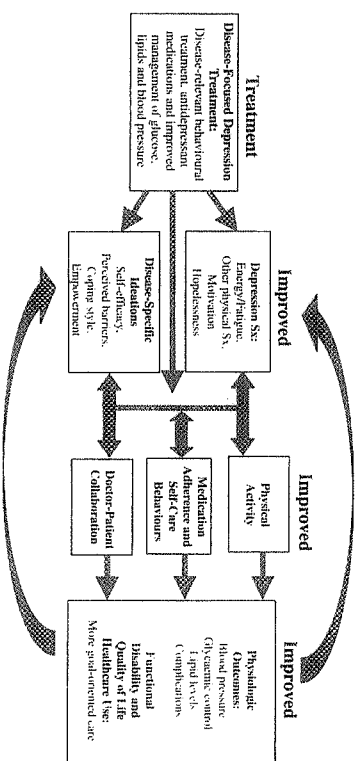 Treatment
Disease-Focused Depression
Treatment:
Disease-relevant behavioural
treatment, antidepressant
medications and improved
management of glucose,
lipids and blood pressure
Improved
Depression Sx:
Energy/Fatigue,
Other physical Sx,
Motivation
Hopelessness
Disease-Specific
Ideations
Self-efficacy,
Perceived barriers,
Coping style,
Empowerment
Improved
Physical
Activity
Medication
Adherence and
Self-Care
Behaviours
Doctor-Patient
Collaboration
Improved
Physiologic
Outcomes:
Blood pressure
Glycaemic control
Lipid levels
Complications
Functional
Disability and
Quality of Life
Healthcare Use:
More goal-oriented care